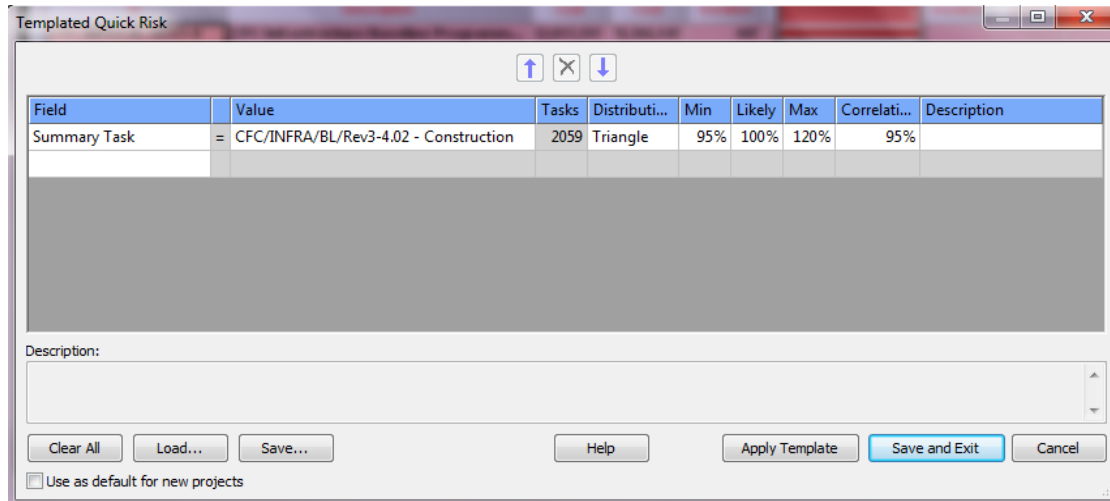 Templated Quick Risk
Field Value Tasks Distributi... Min Likely Max Correlati... Description
Summary Task = CFC/INFRA/BL/Rev3-4.02 - Construction 2059 Triangle 95% 100% 120% 95%
Description:
Clear All Load... Save... Help Apply Template Save and Exit Cancel
Use as default for new projects